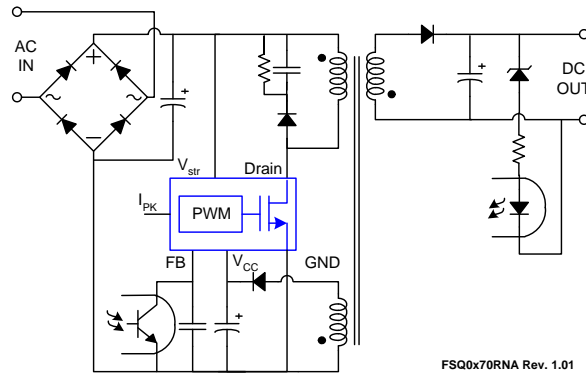 AC
IN
+
~
~
−
+
+
DC
OUT
Vstr
Drain
IPK
PWM
FB
VCC
GND
+
FSQ0x70RNA Rev. 1.01